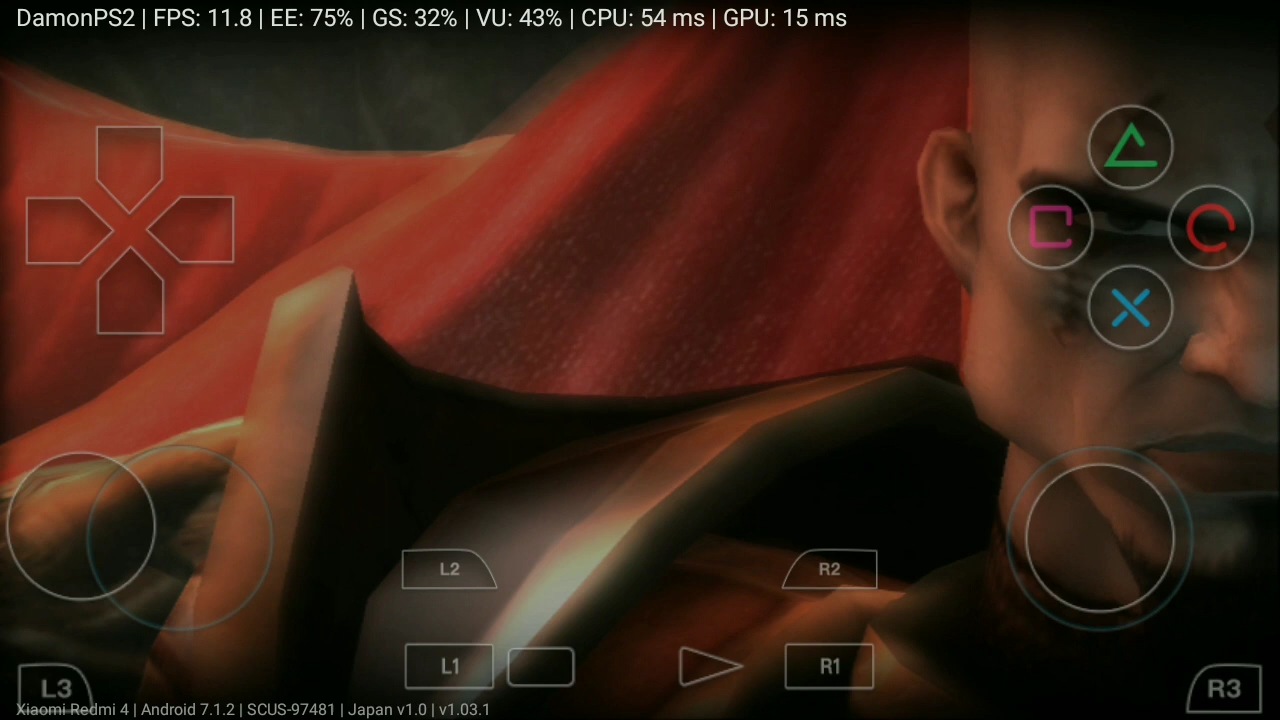 DamonPS2 | FPS: 11.8 | EE: 75% | GS: 32% | VU: 43% | CPU: 54 ms | GPU: 15 ms
L2
R2
L1
R1
L3
R3
Xiaomi Redmi 4 | Android 7.1.2 | SCUS-97481 | Japan v1.0 | v1.03.1